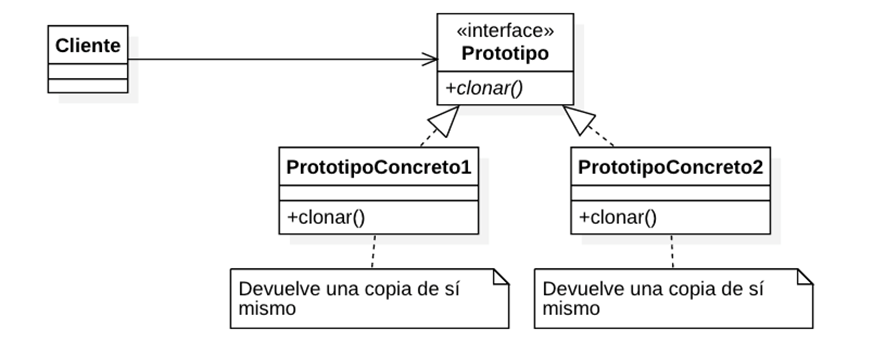 Cliente
«interface»
Prototipo
+clonar()
PrototipoConcreto1
+clonar()
PrototipoConcreto2
+clonar()
Devuelve una copia de sí
mismo
Devuelve una copia de sí
mismo